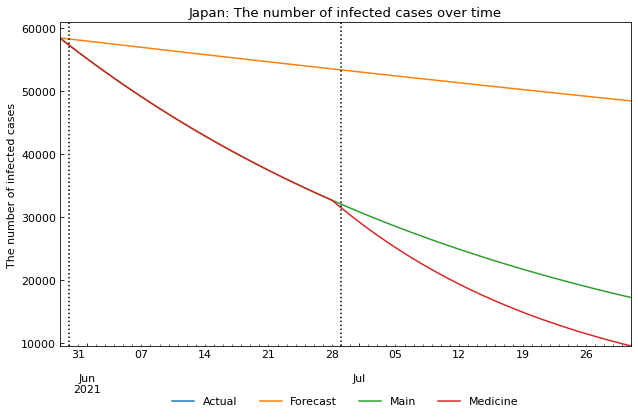 Japan: The number of infected cases over time
The number of infected cases
60000
50000
40000
30000
20000
10000
31 07 14 21 28 05 12 19 26
Jun Jul
2021
Actual Forecast Main Medicine